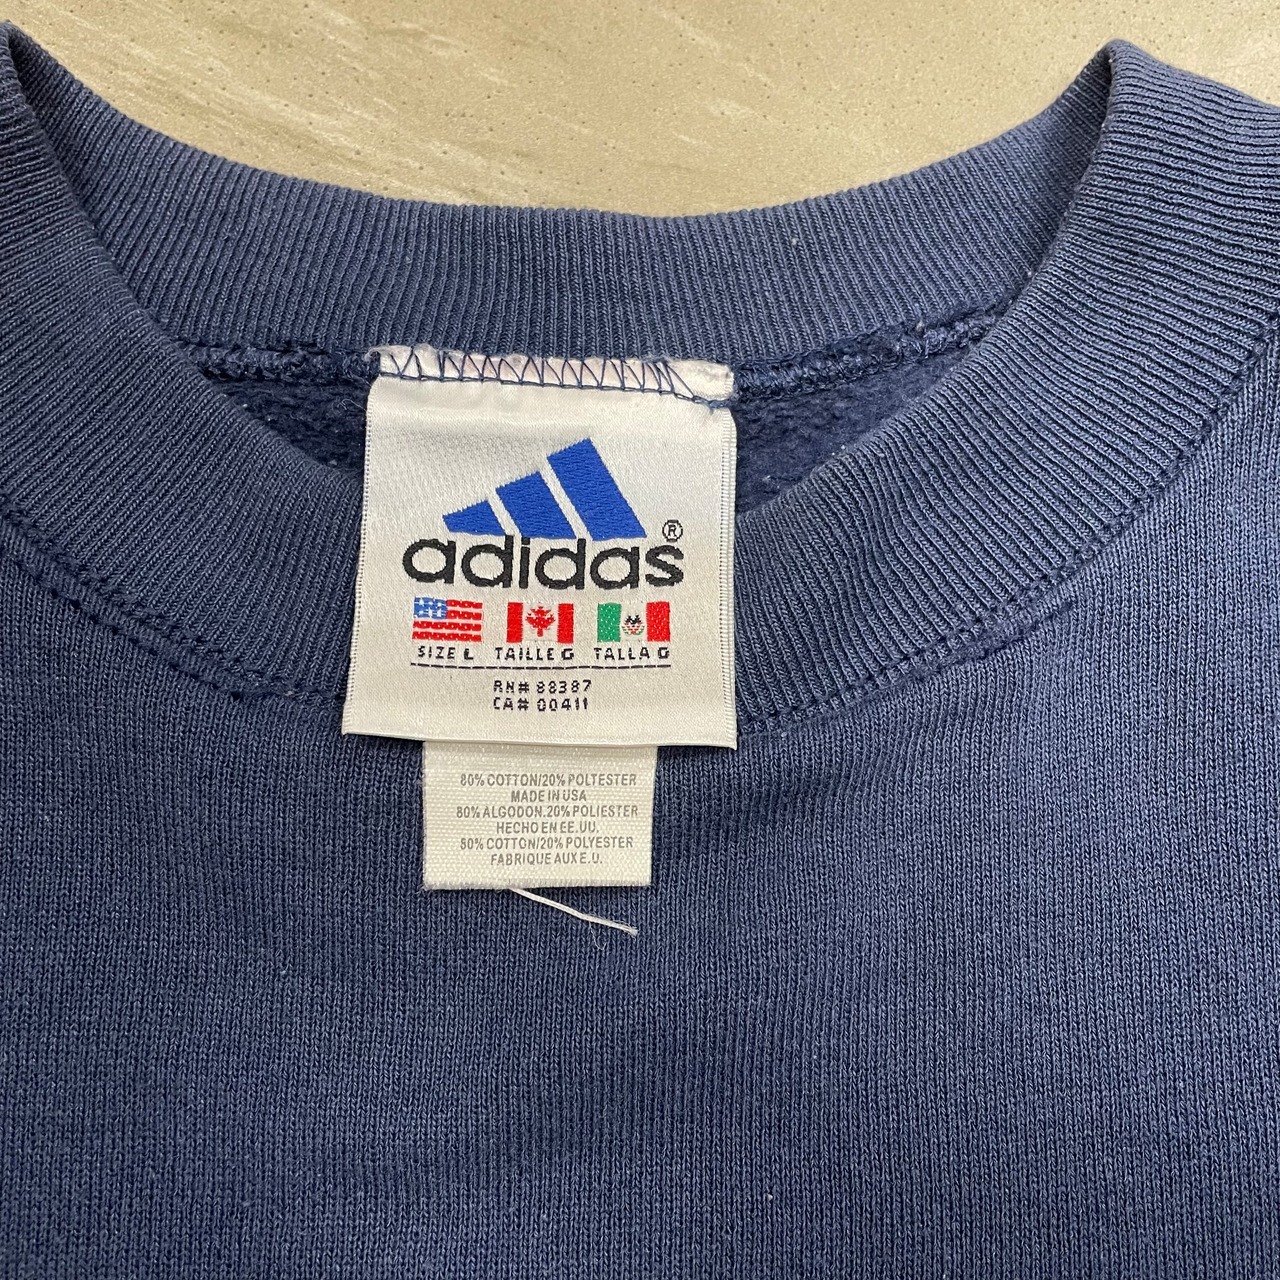 adidas®
SIZE L TAILLE G TALLA G
RN# 88387
CA# 00411
80% COTTON/20% POLTESTER
MADE IN USA
80% ALGODON.20% POLIESTER
HECHO EN EE.UU.
80% COTTON/20% POLYESTER
FABRIQUE AUX E.U.